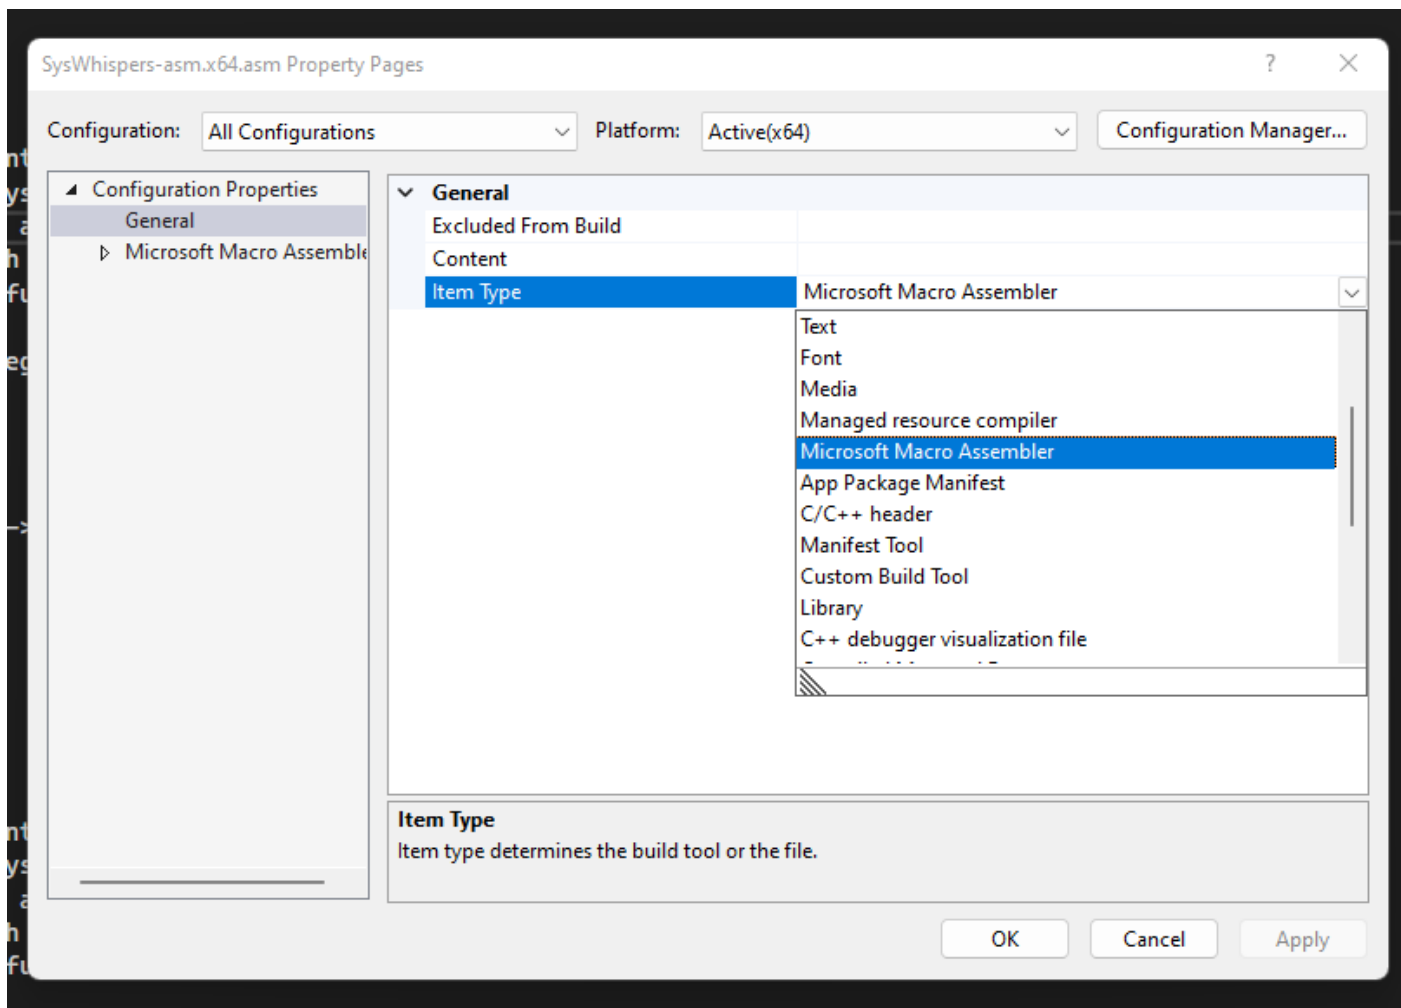 SysWhispers-asm.x64.asm Property Pages ?
Configuration: All Configurations Platform: Active(x64) Configuration Manager...
Configuration Properties
General
Microsoft Macro Assemble
General
Excluded From Build
Content
Item Type Microsoft Macro Assembler
Text
Font
Media
Managed resource compiler
Microsoft Macro Assembler
App Package Manifest
C/C++ header
Manifest Tool
Custom Build Tool
Library
C++ debugger visualization file
Item Type
Item type determines the build tool or the file.
OK Cancel Apply